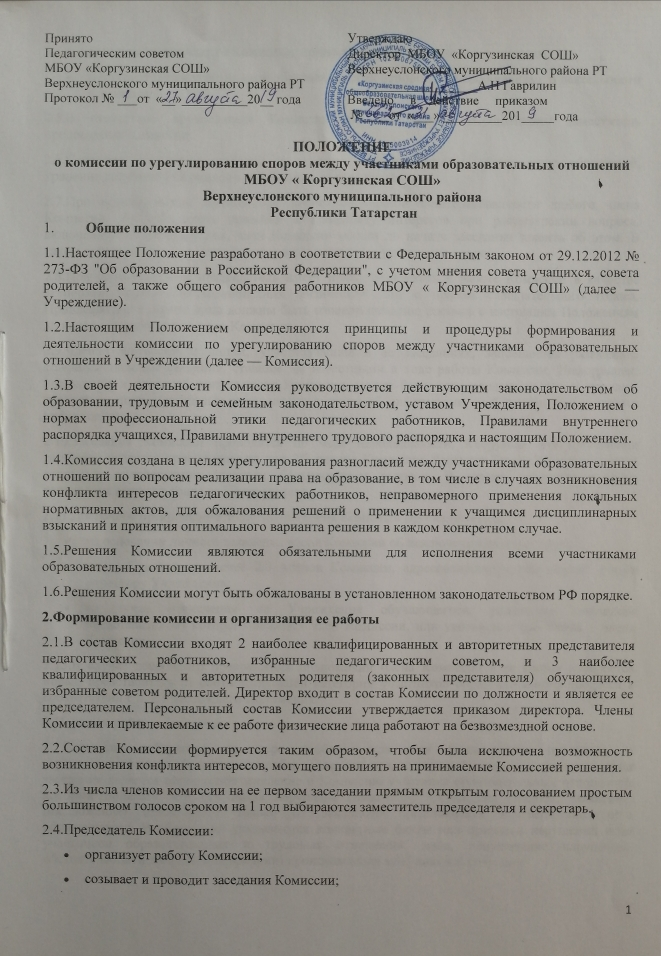 Принято
Педагогическим советом
МБОУ «Коргузинская СОШ»
Верхнеуслонского муниципального района РТ
Протокол № 1 от «27» августа 2019 года
Утверждаю
Директор МБОУ «Коргузинская СОШ»
Верхнеуслонского муниципального района РТ
А.Н Гаврилин
Введено в действие приказом
№ от « » августа 2019 года
ПОЛОЖЕНИЕ
о комиссии по урегулированию споров между участниками образовательных отношений
МБОУ « Коргузинская СОШ»
Верхнеуслонского муниципального района
Республики Татарстан
1. Общие положения
1.1.Настоящее Положение разработано в соответствии с Федеральным законом от 29.12.2012 №
273-ФЗ "Об образовании в Российской Федерации", с учетом мнения совета учащихся, совета
родителей, а также общего собрания работников МБОУ « Коргузинская СОШ» (далее —
Учреждение).
1.2.Настоящим Положением определяются принципы и процедуры формирования и
деятельности комиссии по урегулированию споров между участниками образовательных
отношений в Учреждении (далее — Комиссия).
1.3.В своей деятельности Комиссия руководствуется действующим законодательством об
образовании, трудовым и семейным законодательством, уставом Учреждения, Положением о
нормах профессиональной этики педагогических работников, Правилами внутреннего
распорядка учащихся, Правилами внутреннего трудового распорядка и настоящим Положением.
1.4.Комиссия создана в целях урегулирования разногласий между участниками образовательных
отношений по вопросам реализации права на образование, в том числе в случаях возникновения
конфликта интересов педагогических работников, неправомерного применения локальных
нормативных актов, для обжалования решений о применении к учащимся дисциплинарных
взысканий и принятия оптимального варианта решения в каждом конкретном случае.
1.5.Решения Комиссии являются обязательными для исполнения всеми участниками
образовательных отношений.
1.6.Решения Комиссии могут быть обжалованы в установленном законодательством РФ порядке.
2.Формирование комиссии и организация ее работы
2.1.В состав Комиссии входят 2 наиболее квалифицированных и авторитетных представителя
педагогических работников, избранные педагогическим советом, и 3 наиболее
квалифицированных и авторитетных родителя (законных представителя) обучающихся,
избранные советом родителей. Директор входит в состав Комиссии по должности и является ее
председателем. Персональный состав Комиссии утверждается приказом директора. Члены
Комиссии и привлекаемые к ее работе физические лица работают на безвозмездной основе.
2.2.Состав Комиссии формируется таким образом, чтобы была исключена возможность
возникновения конфликта интересов, могущего повлиять на принимаемые Комиссией решения.
2.3.Из числа членов комиссии на ее первом заседании прямым открытым голосованием простым
большинством голосов сроком на 1 год выбираются заместитель председателя и секретарь.
2.4.Председатель Комиссии:
• организует работу Комиссии;
• созывает и проводит заседания Комиссии;
1